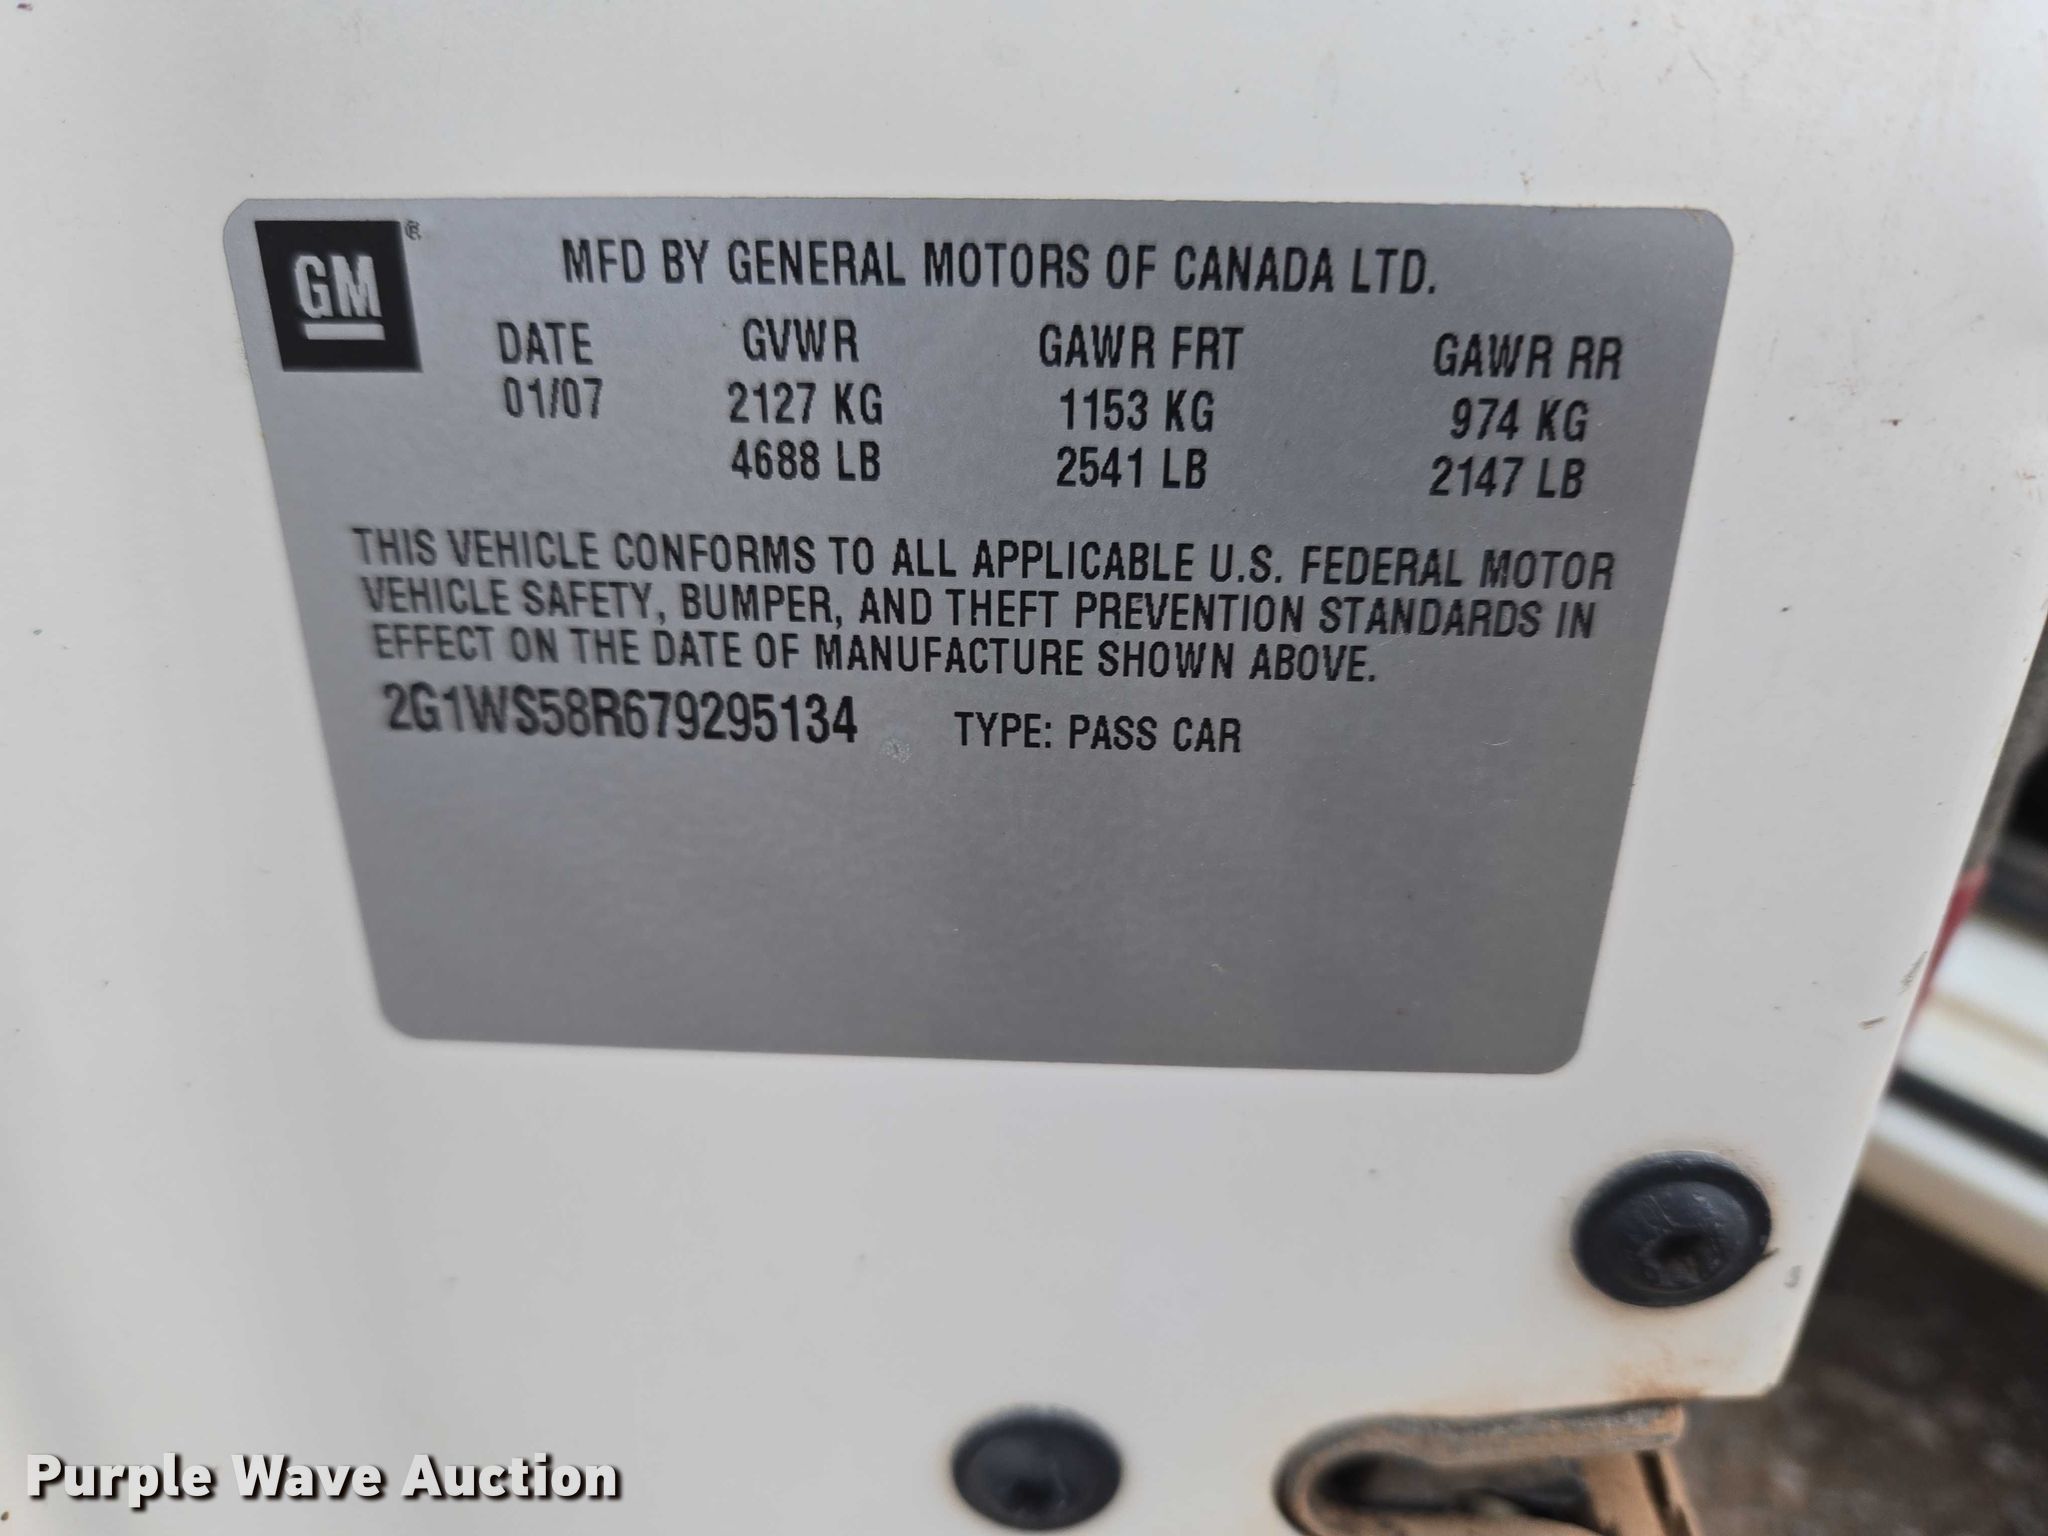 GM ®
MFD BY GENERAL MOTORS OF CANADA LTD.
DATE GVWR GAWR FRT GAWR RR
01/07 2127 KG 1153 KG 974 KG
4688 LB 2541 LB 2147 LB
THIS VEHICLE CONFORMS TO ALL APPLICABLE U.S. FEDERAL MOTOR
VEHICLE SAFETY, BUMPER, AND THEFT PREVENTION STANDARDS IN
EFFECT ON THE DATE OF MANUFACTURE SHOWN ABOVE.
2G1WS58R679295134 TYPE: PASS CAR
Purple Wave Auction